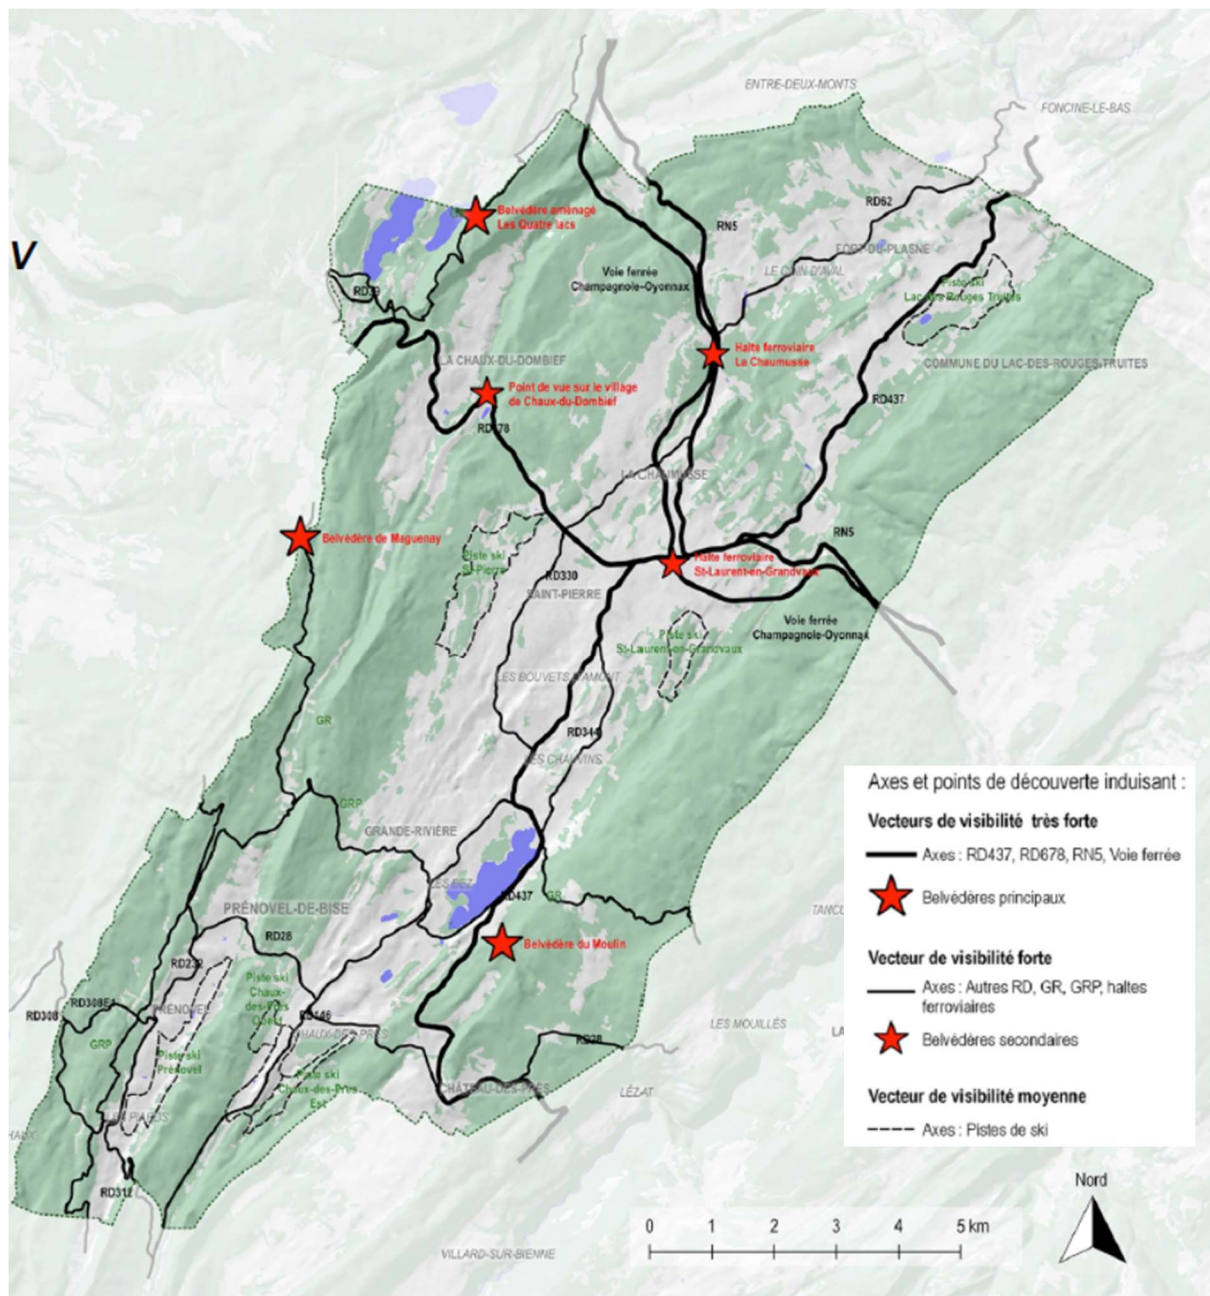 ENTRE-DEUX-MONTS
FONCINE-LE-BAS
RD62
Belvédère aménagé
Les Quatre lacs
RN5
FORT-DU-PLASNE
V
LE COIN D'AVAL
Voie ferrée
Champagnole-Oyonnax
Piste ski
Lac des Rouges Truites
Halte ferroviaire
La Chaumusse
LA CHAUX-DU-DOMBIEF
COMMUNE DU LAC-DES-ROUGES-TRUITES
Point de vue sur le village
de Chaux-du-Dombief
RD437
LA CHAUMUSSE
Belvédère de Maguenay
RN5
Piste ski
St-Pierre
Halte ferroviaire
St-Laurent-en-Grandvaux
RD330
SAINT-PIERRE
Voie ferrée
Champagnole-Oyonnax
Piste ski
St-Laurent-en-Grandvaux
LES BOUVETS D'AMONT
GR
RD344
LES CHAUVINS
GRP
GRANDE-RIVIÈRE
LES BEZ
RD437
GR
PRÉNOVEL-DE-BISE
RD28
Belvédère du Moulin
RD232
Piste ski
Chaux-
des-Prés
Ouest
RD308E1
RD308
PRÉNOVEL
RD146
CHAUX-DES-PRÉS
GRP
Piste ski
Prénovel
RD28
Piste ski
Chaux-des-Prés
Est
CHÂTEAU-DES-PRÉS
LES MOUILLÉS
LÉZAT
LES PIARDS
VILLARD-SUR-BIENNE
Axes et points de découverte induisant :
Vecteurs de visibilité très forte
Axes : RD437, RD678, RN5, Voie ferrée
Belvédères principaux
Vecteur de visibilité forte
Axes : Autres RD, GR, GRP, haltes
ferroviaires
Belvédères secondaires
Vecteur de visibilité moyenne
Axes : Pistes de ski
Nord
0 1 2 3 4 5 km